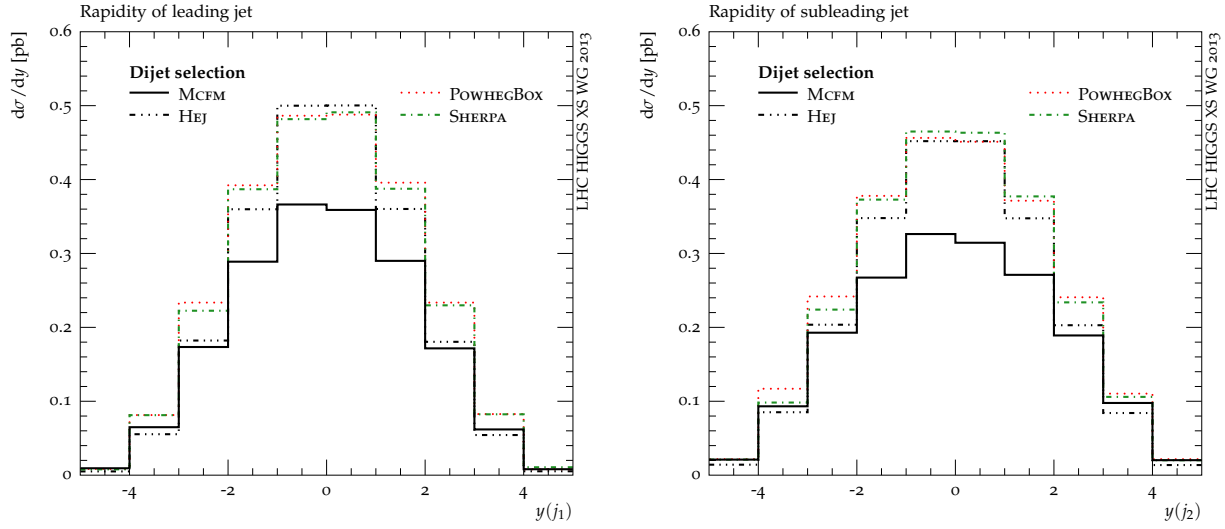 Rapidity of leading jet
dσ/dy [pb]
0.6
0.5
0.4
0.3
0.2
0.1
0
Dijet selection
MCFM
HEJ
POWHEGBOX
SHERPA
-4 -2 0 2 4
y(j1)
LHC HIGGS XS WG 2013
Rapidity of subleading jet
dσ/dy [pb]
0.6
0.5
0.4
0.3
0.2
0.1
0
Dijet selection
MCFM
HEJ
POWHEGBOX
SHERPA
-4 -2 0 2 4
y(j2)
LHC HIGGS XS WG 2013